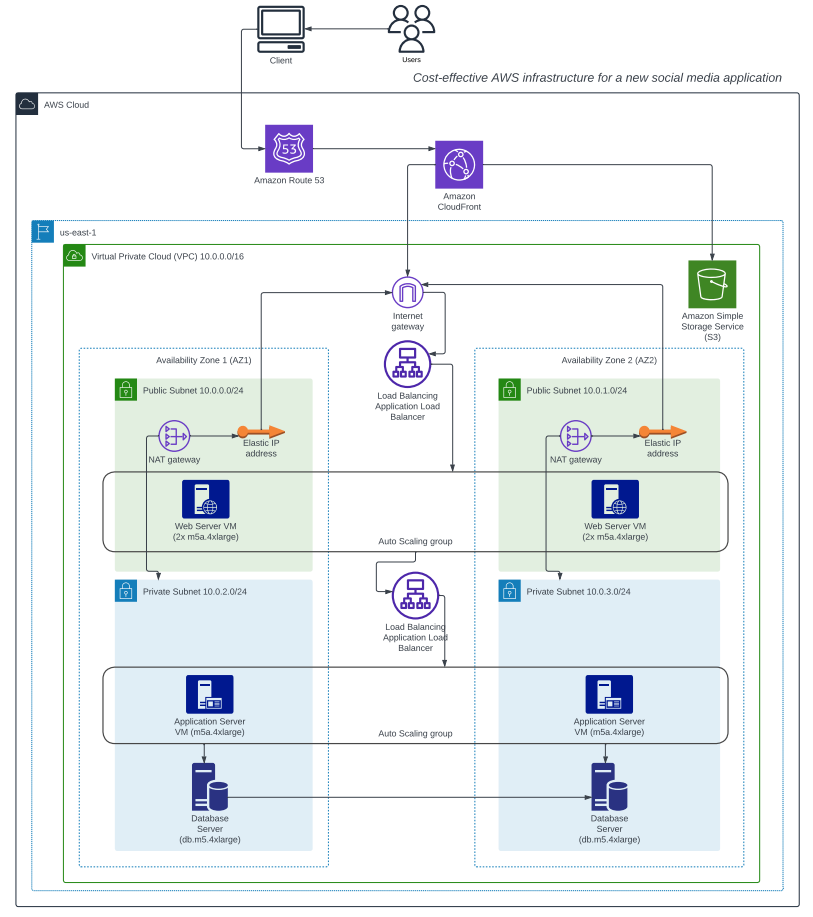 Client
Users
Cost-effective AWS infrastructure for a new social media application
AWS Cloud
53
Amazon Route 53
Amazon
CloudFront
us-east-1
Virtual Private Cloud (VPC) 10.0.0.0/16
Internet
gateway
Amazon Simple
Storage Service
(S3)
Availability Zone 1 (AZ1)
Availability Zone 2 (AZ2)
Load Balancing
Application Load
Balancer
Public Subnet 10.0.0.0/24
Public Subnet 10.0.1.0/24
NAT gateway
Elastic IP
address
NAT gateway
Elastic IP
address
Web Server VM
(2x m5a.4xlarge)
Web Server VM
(2x m5a.4xlarge)
Auto Scaling group
Private Subnet 10.0.2.0/24
Private Subnet 10.0.3.0/24
Load Balancing
Application Load
Balancer
Application Server
VM (m5a.4xlarge)
Application Server
VM (m5a.4xlarge)
Auto Scaling group
Database
Server
(db.m5.4xlarge)
Database
Server
(db.m5.4xlarge)